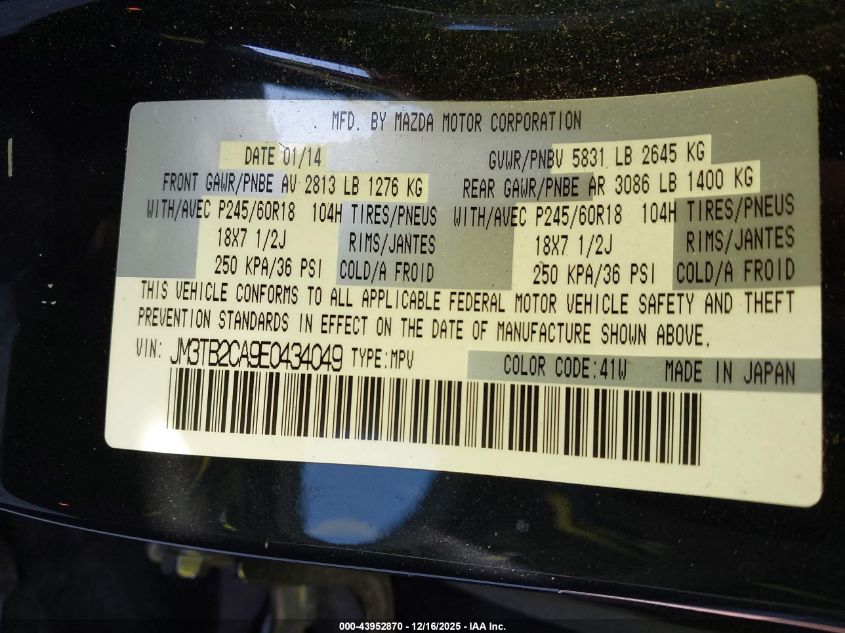 MFD. BY MAZDA MOTOR CORPORATION
DATE 01/14 GVWR/PNBV 5831 LB 2645 KG
FRONT GAWR/PNBE AV 2813 LB 1276 KG REAR GAWR/PNBE AR 3086 LB 1400 KG
WITH/AVEC P245/60R18 104H TIRES/PNEUS WITH/AVEC P245/60R18 104H TIRES/PNEUS
18X7 1/2J RIMS/JANTES 18X7 1/2J RIMS/JANTES
250 KPA/36 PSI COLD/A FROID 250 KPA/36 PSI COLD/A FROID
THIS VEHICLE CONFORMS TO ALL APPLICABLE FEDERAL MOTOR VEHICLE SAFETY AND THEFT
PREVENTION STANDARDS IN EFFECT ON THE DATE OF MANUFACTURE SHOWN ABOVE.
VIN: JM3TB2CA9E0434049 TYPE:MPV COLOR CODE:41W MADE IN JAPAN
000-43952870 - 12/16/2025 - IAA Inc.